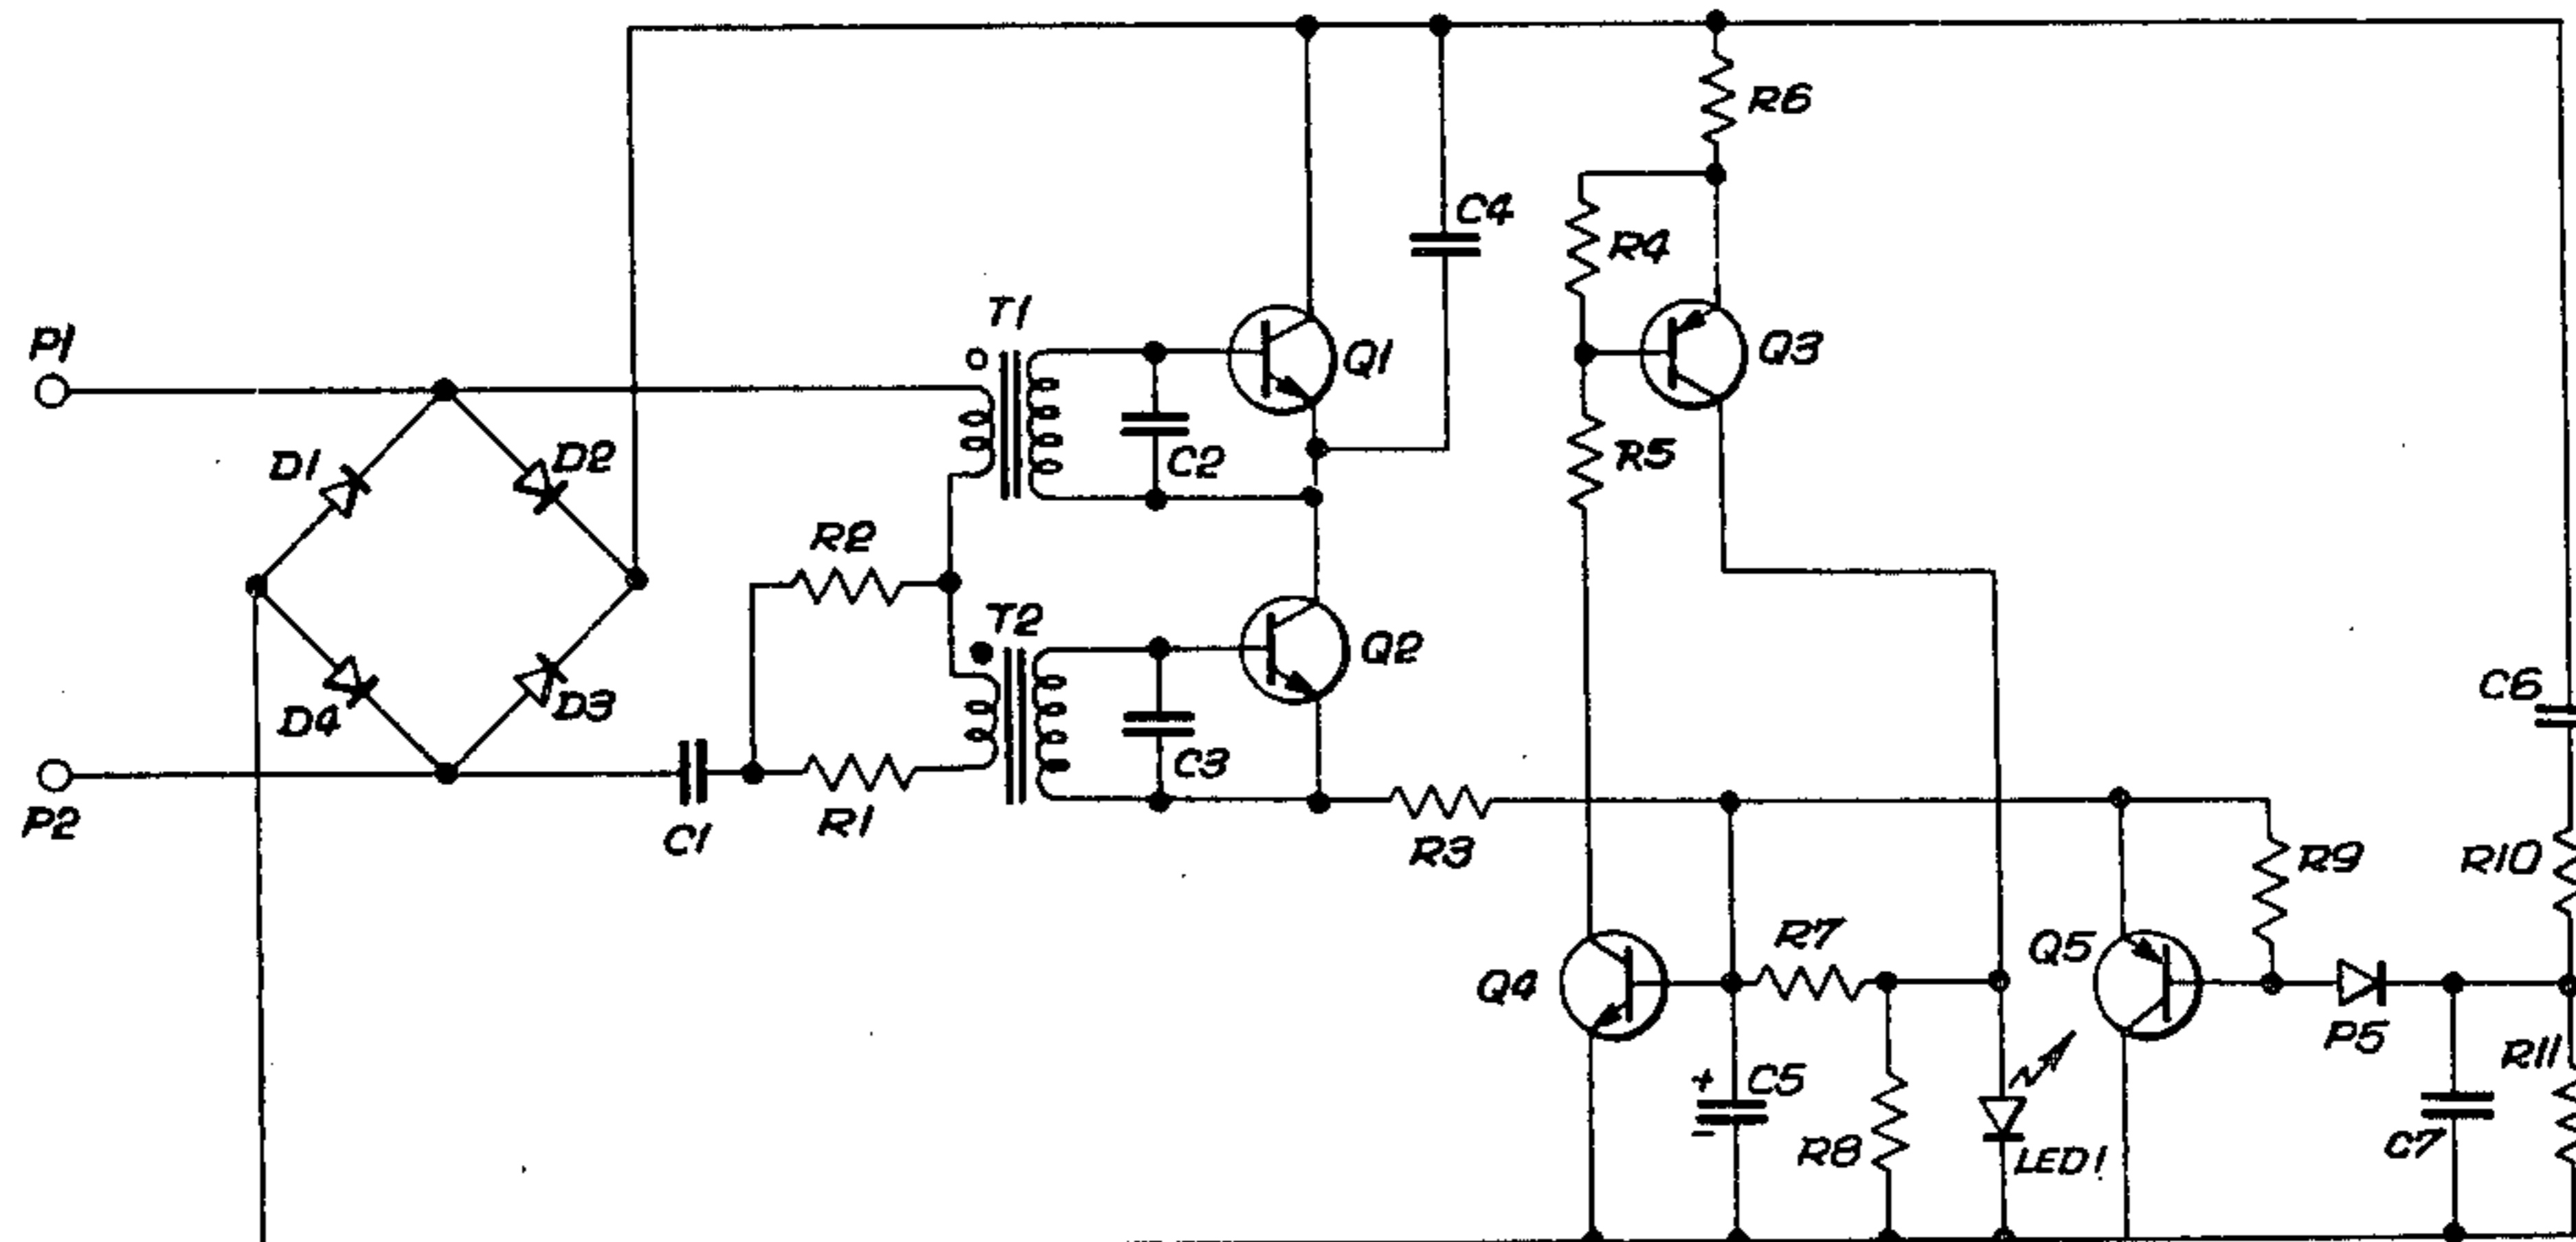 R6
C4
R4
T1
P1
Q1
Q3
D1
D2
C2
R5
R2
T2
Q2
C6
D4
D3
C3
P2
C1
R1
R3
R9
R10
R7
Q5
Q4
P5
R11
+
C5
-
R8
LED1
C7